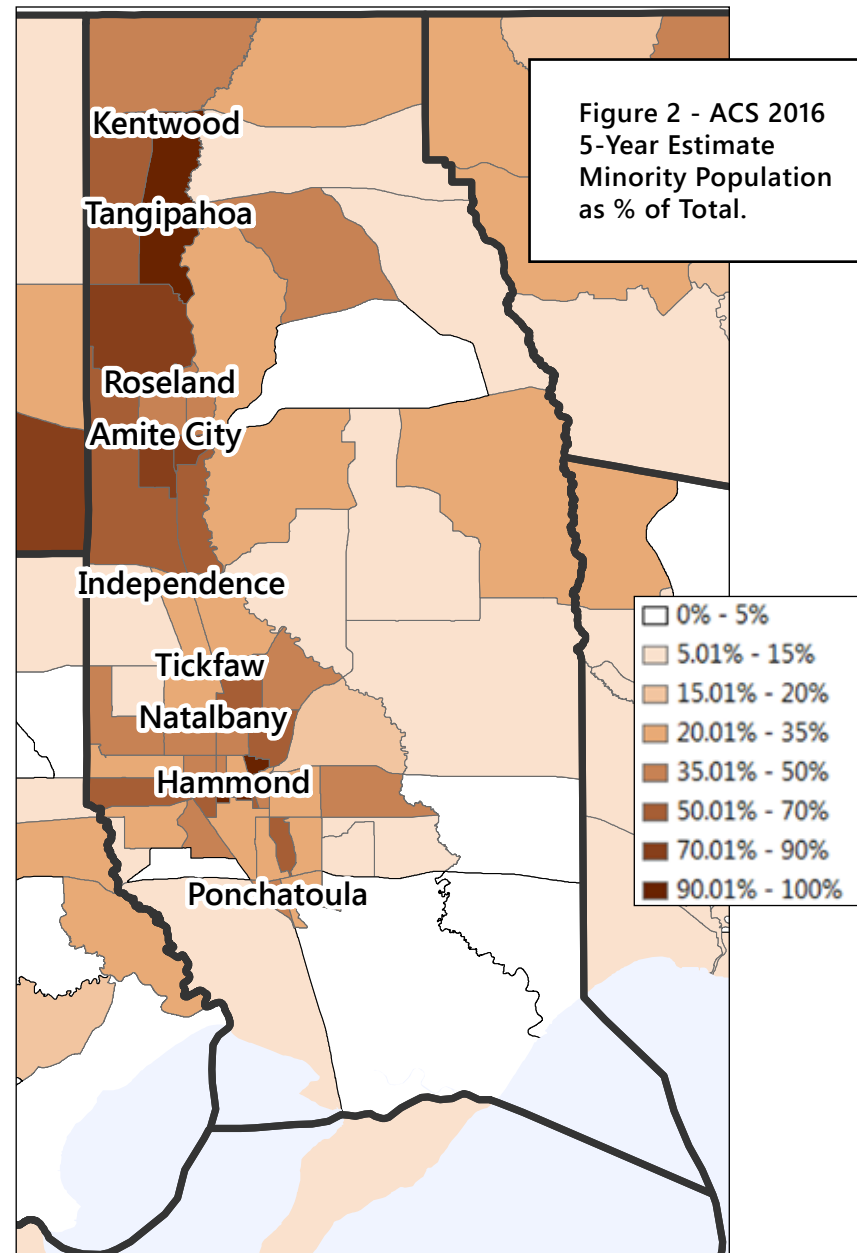 Figure 2 - ACS 2016
5-Year Estimate
Minority Population
as % of Total.
Kentwood
Tangipahoa
Roseland
Amite City
Independence
Tickfaw
Natalbany
Hammond
Ponchatoula
0% - 5%
5.01% - 15%
15.01% - 20%
20.01% - 35%
35.01% - 50%
50.01% - 70%
70.01% - 90%
90.01% - 100%